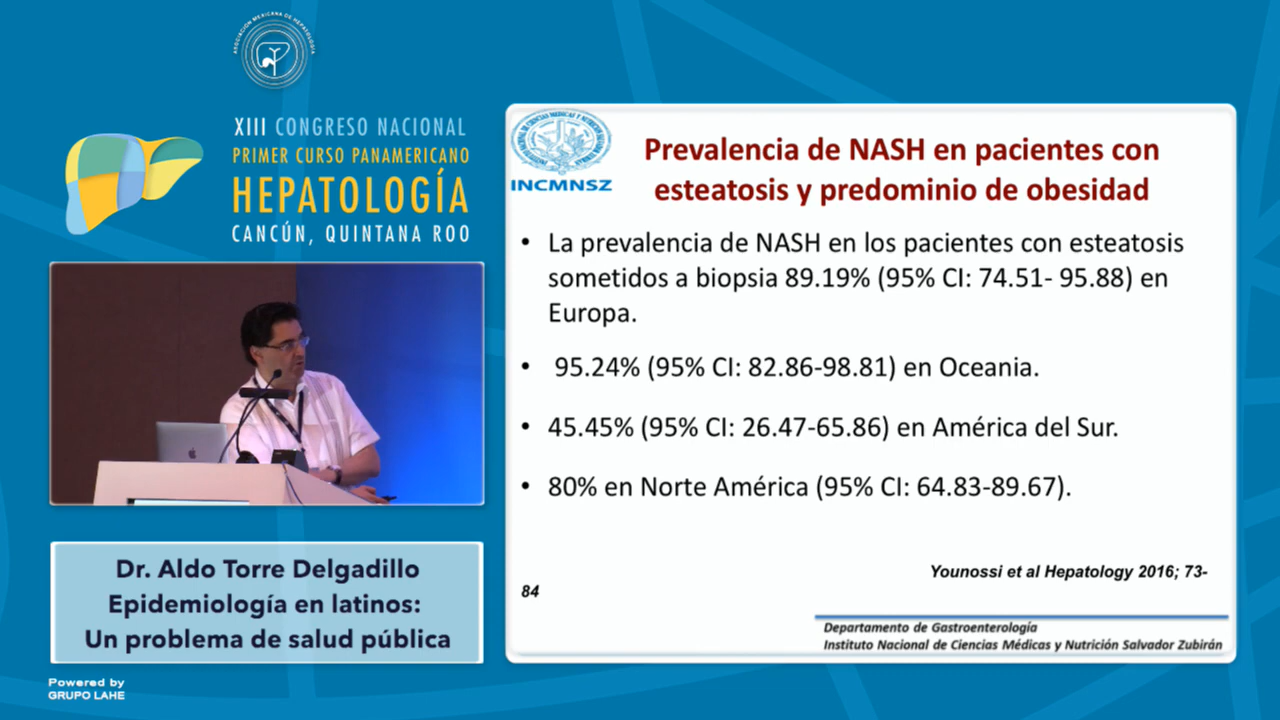 ASOCIACIÓN MEXICANA DE HEPATOLOGÍA
XIII CONGRESO NACIONAL
PRIMER CURSO PANAMERICANO
HEPATOLOGÍA
CANCÚN, QUINTANA ROO
Dr. Aldo Torre Delgadillo
Epidemiología en latinos:
Un problema de salud pública
Powered by
GRUPO LAHE
INCMNSZ
Prevalencia de NASH en pacientes con
esteatosis y predominio de obesidad
• La prevalencia de NASH en los pacientes con esteatosis
sometidos a biopsia 89.19% (95% CI: 74.51- 95.88) en
Europa.
• 95.24% (95% CI: 82.86-98.81) en Oceania.
• 45.45% (95% CI: 26.47-65.86) en América del Sur.
• 80% en Norte América (95% CI: 64.83-89.67).
Younossi et al Hepatology 2016; 73-
84
Departamento de Gastroenterología
Instituto Nacional de Ciencias Médicas y Nutrición Salvador Zubirán